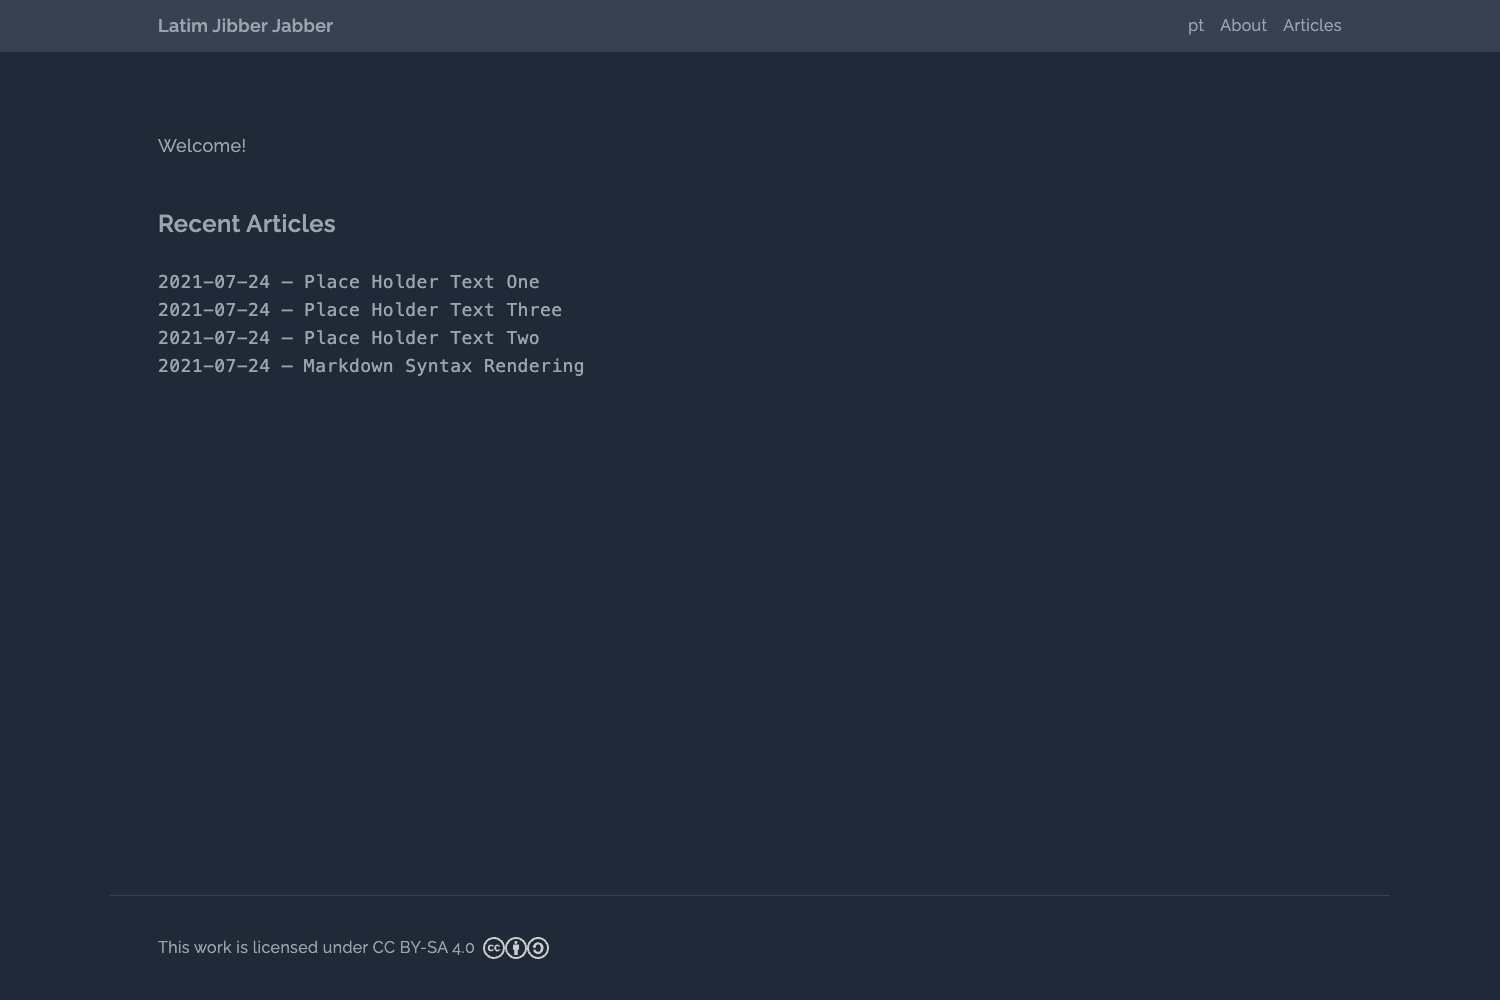 Latim Jibber Jabber
pt About Articles
Welcome!
Recent Articles
2021-07-24 — Place Holder Text One
2021-07-24 — Place Holder Text Three
2021-07-24 — Place Holder Text Two
2021-07-24 — Markdown Syntax Rendering
This work is licensed under CC BY-SA 4.0 cc